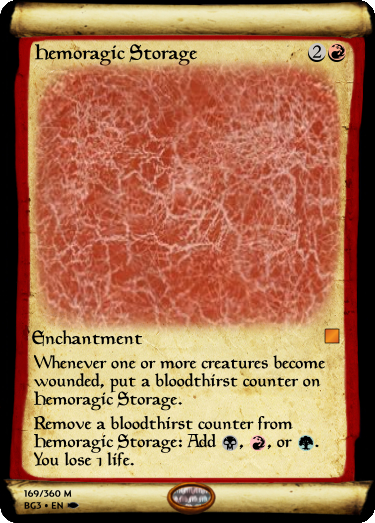 Hemoragic Storage 2
Enchantment
Whenever one or more creatures become
wounded, put a bloodthirst counter on
Hemoragic Storage.
Remove a bloodthirst counter from
Hemoragic Storage: Add , , or .
You lose 1 life.
169/360 M
BG3 • EN